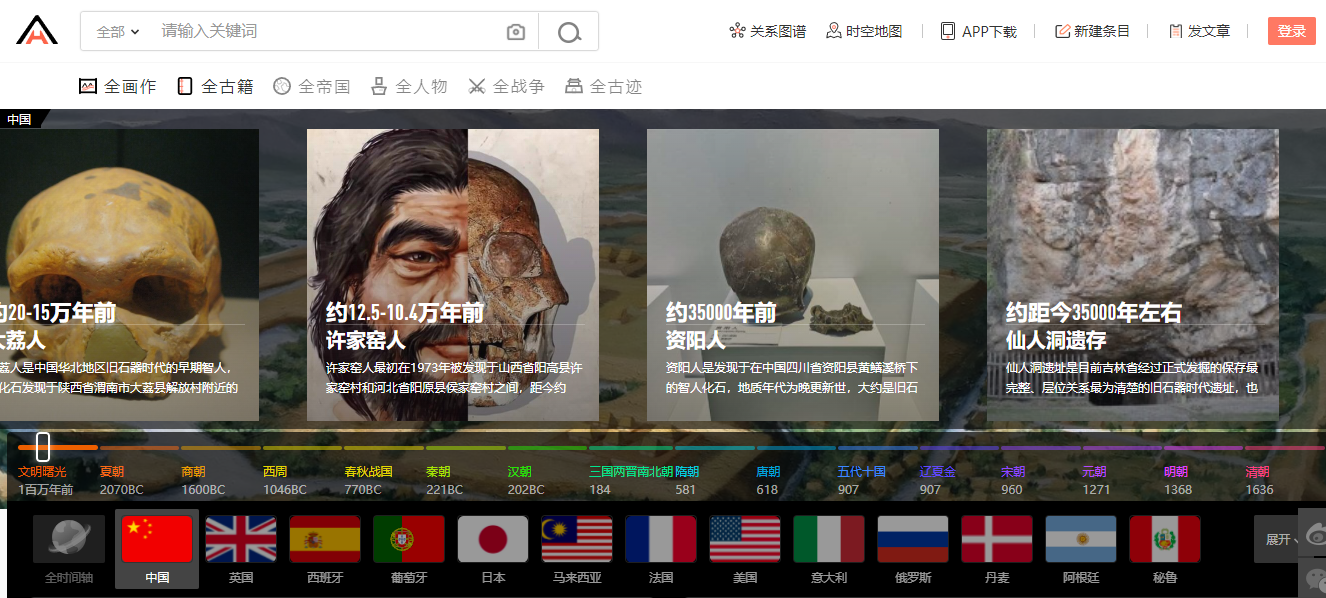 全部
请输入关键词
关系图谱
时空地图
APP下载
新建条目
发文章
登录
全画作
全古籍
全帝国
全人物
全战争
全古迹
中国
约20-15万年前
大荔人
荔人是中国华北地区旧石器时代的早期智人，
化石发现于陕西省渭南市大荔县解放村附近的
约12.5-10.4万年前
许家窑人
许家窑人最初在1973年被发现于山西省阳高县许
家窑村和河北省阳原县侯家窑村之间，距今约
约35000年前
资阳人
资阳人是发现于在中国四川省资阳县黄鳝溪桥下
的智人化石，地质年代为晚更新世，大约是旧石
约距今35000年左右
仙人洞遗存
仙人洞遗址是目前吉林省经过正式发掘的保存最
完整、层位关系最为清楚的旧石器时代遗址，也
文明曙光
1百万年前
夏朝
2070BC
商朝
1600BC
西周
1046BC
春秋战国
770BC
秦朝
221BC
汉朝
202BC
三国两晋南北朝
184
隋朝
581
唐朝
618
五代十国
907
辽夏金
907
宋朝
960
元朝
1271
明朝
1368
清朝
1636
全时间轴
中国
英国
西班牙
葡萄牙
日本
马来西亚
法国
美国
意大利
俄罗斯
丹麦
阿根廷
秘鲁
展开